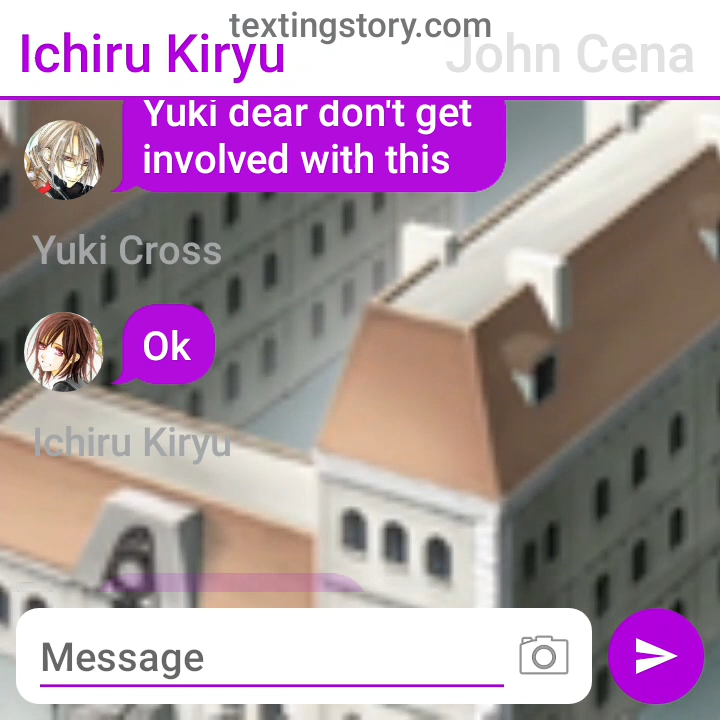 textingstory.com
Ichiru Kiryu
John Cena
Yuki dear don't get
involved with this
Yuki Cross
Ok
Ichiru Kiryu
Message